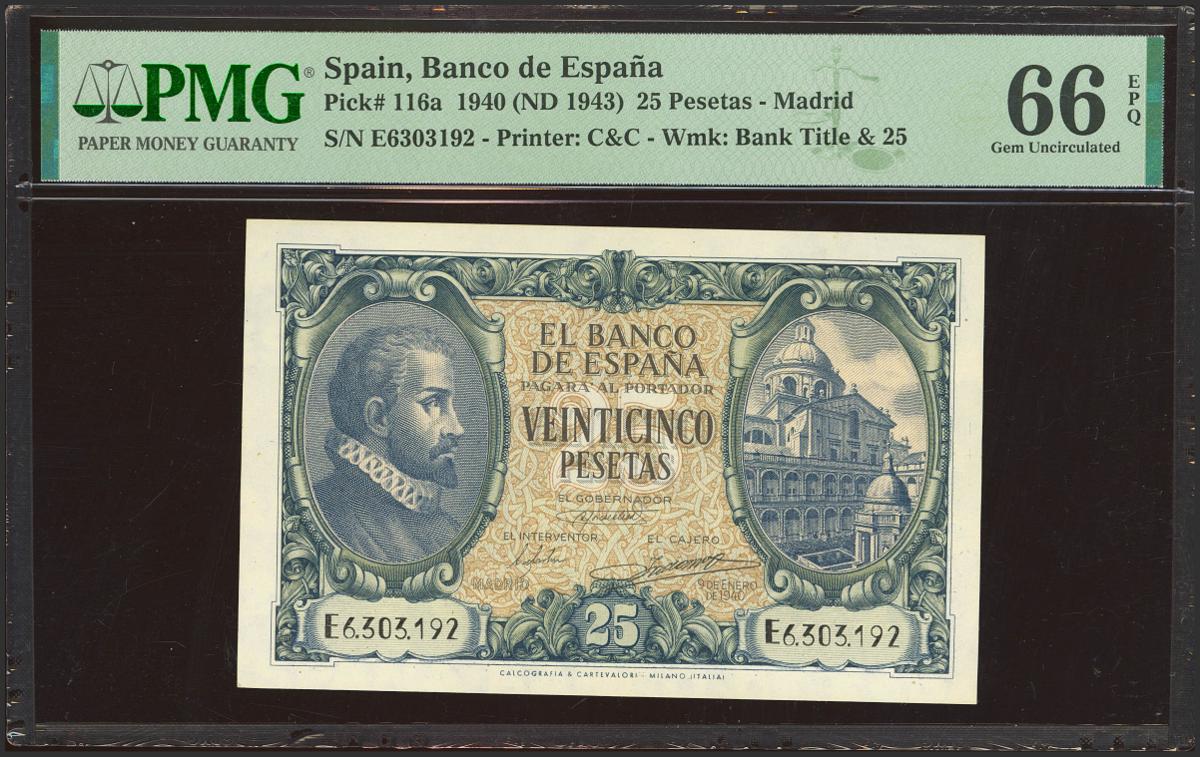 PMG®
PAPER MONEY GUARANTY
Spain, Banco de España
Pick# 116a 1940 (ND 1943) 25 Pesetas - Madrid
S/N E6303192 - Printer: C&C - Wmk: Bank Title & 25
66
EPQ
Gem Uncirculated
EL BANCO
DE ESPAÑA
PAGARÁ AL PORTADOR
25
VEINTICINCO
PESETAS
EL GOBERNADOR
EL INTERVENTOR.
EL CAJERO
MADRID
9 DE ENERO
DE 1940
E6.303.192
25
E6.303.192
CALCOGRAFIA & CARTEVALORI - MILANO (ITALIA)